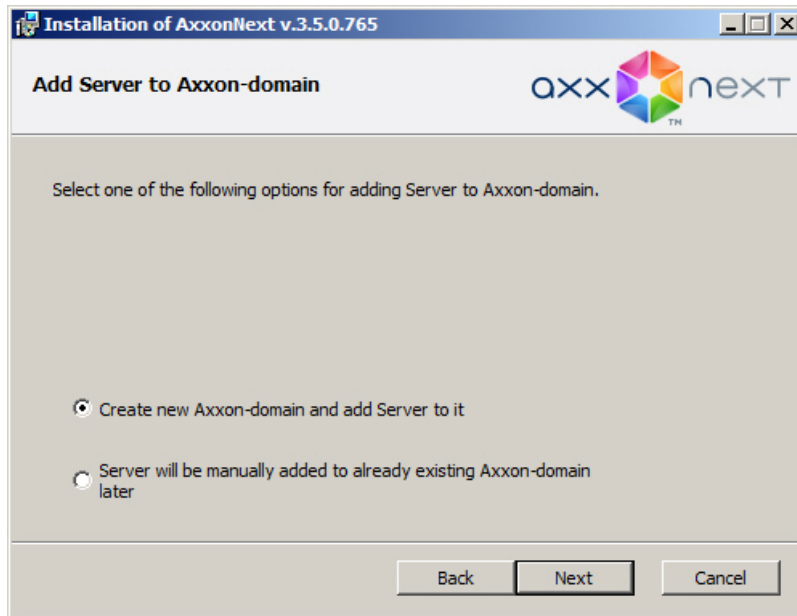 Installation of AxxonNext v.3.5.0.765
Add Server to Axxon-domain
axx next
TM
Select one of the following options for adding Server to Axxon-domain.
Create new Axxon-domain and add Server to it
Server will be manually added to already existing Axxon-domain
later
Back Next Cancel